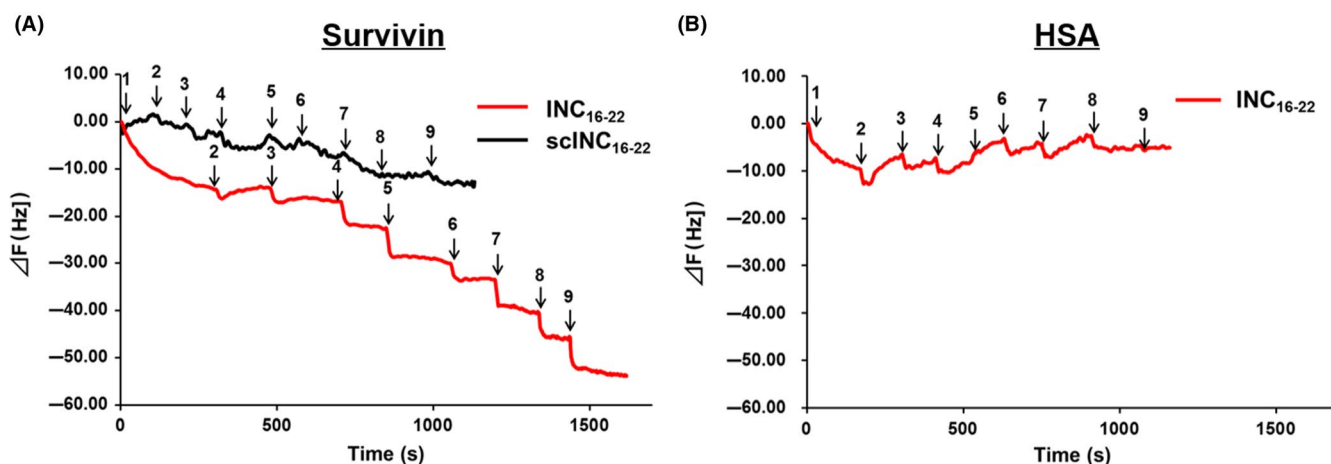 (A)
Survivin
10.00
0.00
−10.00
−20.00
−30.00
−40.00
−50.00
−60.00
⊿F (Hz])
0 500 1000 1500
Time (s)
1 2 3 4 5 6 7 8 9
2 3 4 5 6 7 8 9
INC16-22
scINC16-22
(B)
HSA
10.00
0.00
−10.00
−20.00
−30.00
−40.00
−50.00
−60.00
⊿F (Hz])
0 500 1000 1500
Time (s)
1 2 3 4 5 6 7 8 9
INC16-22